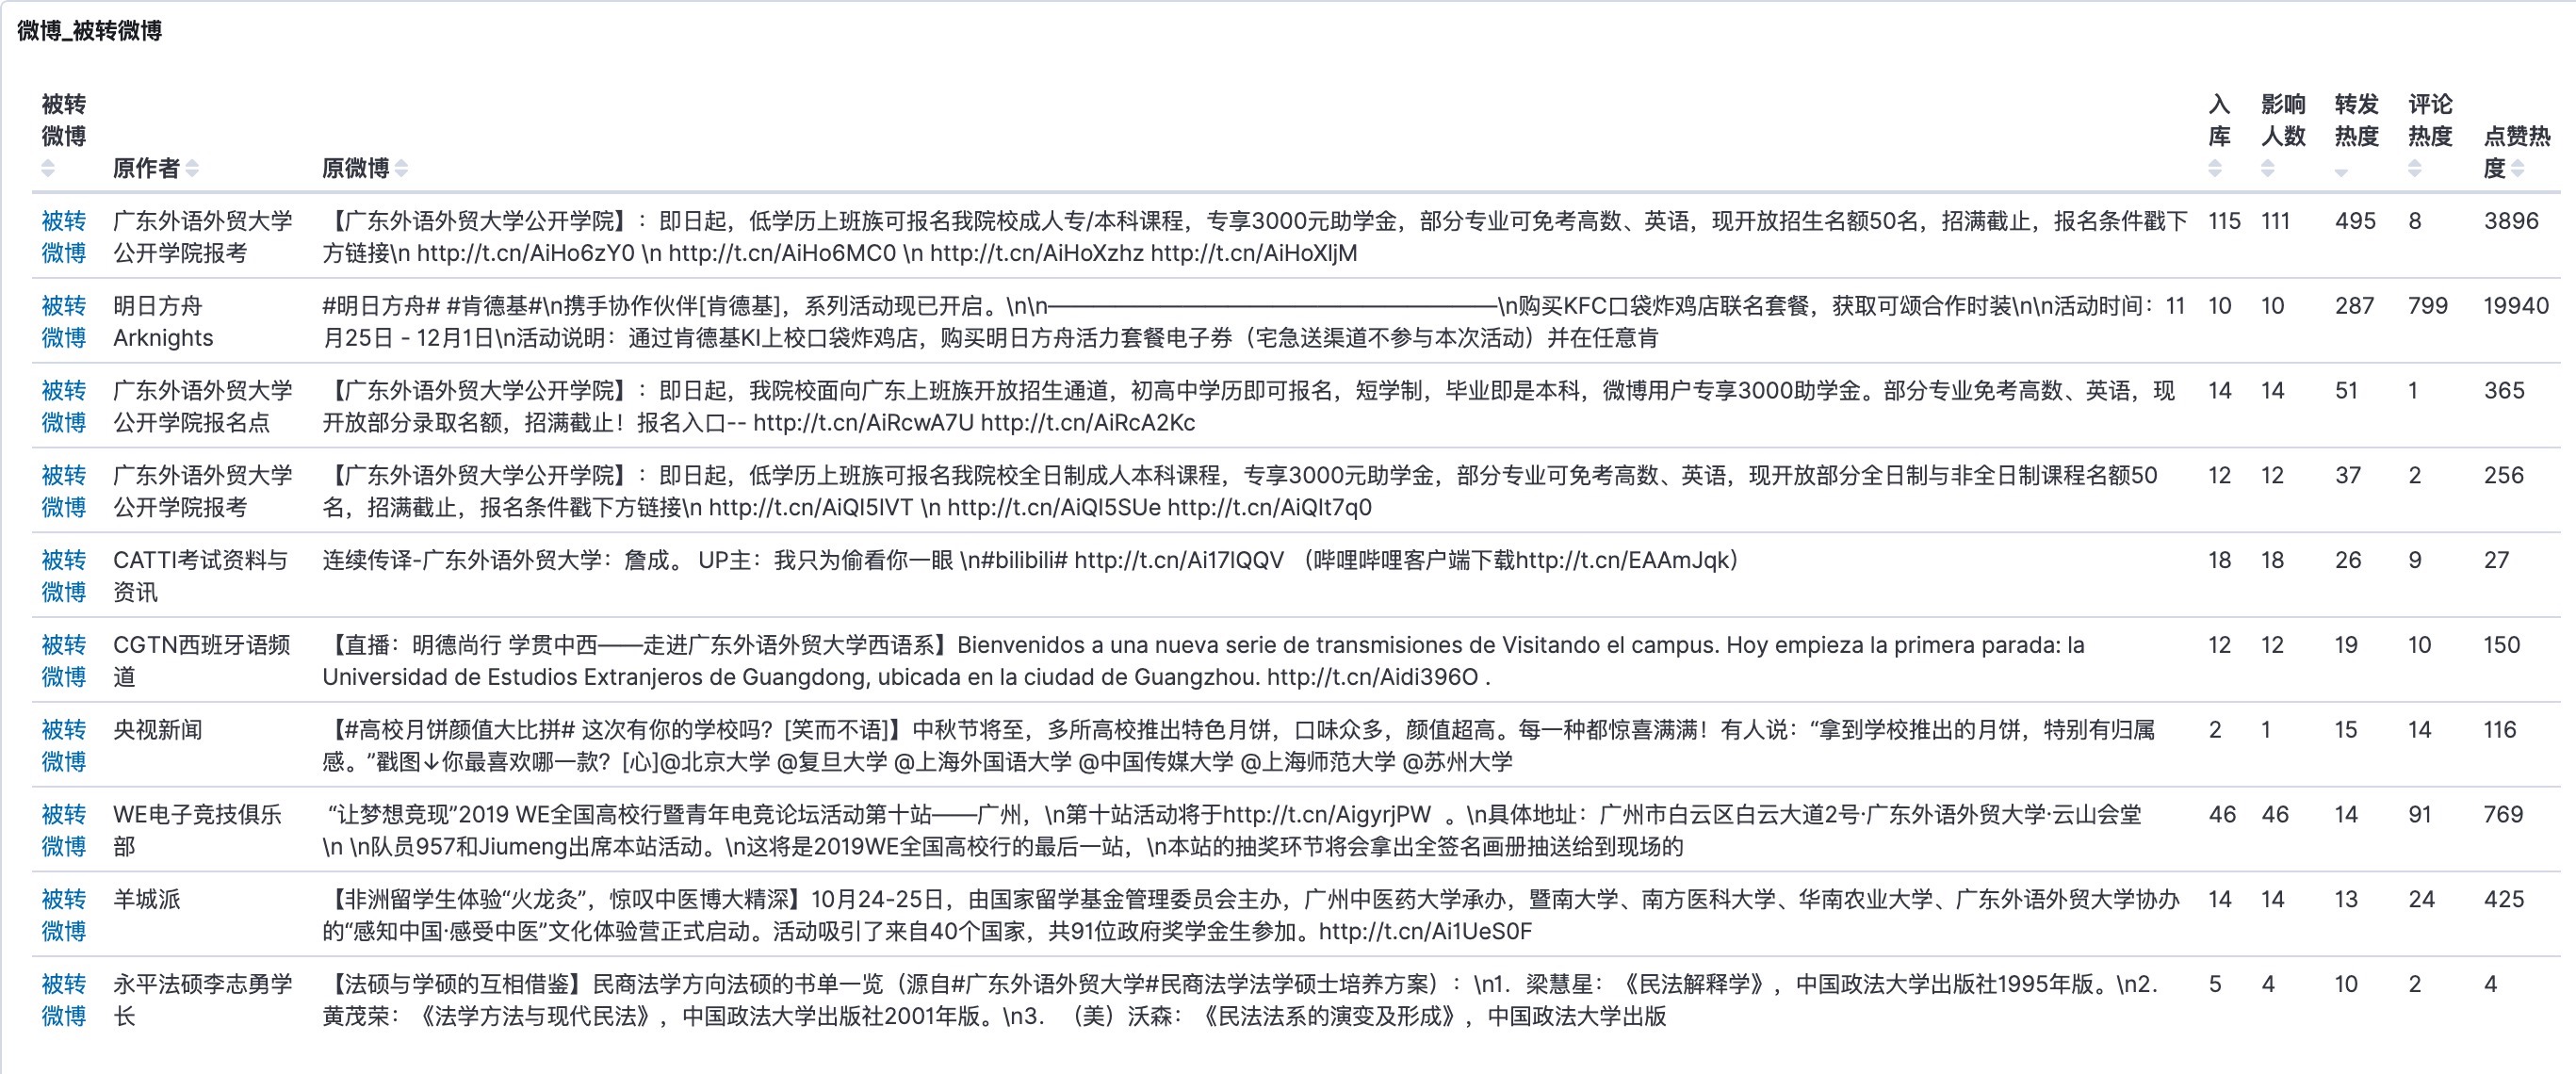 微博_被转微博
被转微博 原作者 原微博 入库 影响人数 转发热度 评论热度 点赞热度
被转 广东外语外贸大学 【广东外语外贸大学公开学院】：即日起，低学历上班族可报名我院校成人专/本科课程，专享3000元助学金，部分专业可免考高数、英语，现开放招生名额50名，招满截止，报名条件戳下 115 111 495 8 3896
微博 公开学院报考 方链接\n http://t.cn/AiHo6zY0 \n http://t.cn/AiHo6MC0 \n http://t.cn/AiHoXzhz http://t.cn/AiHoXljM
被转 明日方舟 #明日方舟# #肯德基#\n携手协作伙伴[肯德基]，系列活动现已开启。\n\n————————————————————\n购买KFC口袋炸鸡店联名套餐，获取可颂合作时装\n\n活动时间：11 10 10 287 799 19940
微博 Arknights 月25日 - 12月1日\n活动说明：通过肯德基KI上校口袋炸鸡店，购买明日方舟活力套餐电子券（宅急送渠道不参与本次活动）并在任意肯
被转 广东外语外贸大学 【广东外语外贸大学公开学院】：即日起，我院校面向广东上班族开放招生通道，初高中学历即可报名，短学制，毕业即是本科，微博用户专享3000助学金。部分专业免考高数、英语，现 14 14 51 1 365
微博 公开学院报名点 开放部分录取名额，招满截止！报名入口-- http://t.cn/AiRcwA7U http://t.cn/AiRcA2Kc
被转 广东外语外贸大学 【广东外语外贸大学公开学院】：即日起，低学历上班族可报名我院校全日制成人本科课程，专享3000元助学金，部分专业可免考高数、英语，现开放部分全日制与非全日制课程名额50 12 12 37 2 256
微博 公开学院报考 名，招满截止，报名条件戳下方链接\n http://t.cn/AiQI5IVT \n http://t.cn/AiQI5SUe http://t.cn/AiQIt7q0
被转 CATTI考试资料与 连续传译-广东外语外贸大学：詹成。 UP主：我只为偷看你一眼 \n#bilibili# http://t.cn/Ai17IQQV （哔哩哔哩客户端下载http://t.cn/EAAmJqk） 18 18 26 9 27
微博 资讯
被转 CGTN西班牙语频 【直播：明德尚行 学贯中西——走进广东外语外贸大学西语系】Bienvenidos a una nueva serie de transmisiones de Visitando el campus. Hoy empieza la primera parada: la 12 12 19 10 150
微博 道 Universidad de Estudios Extranjeros de Guangdong, ubicada en la ciudad de Guangzhou. http://t.cn/Aidi396O .
被转 央视新闻 【#高校月饼颜值大比拼# 这次有你的学校吗？[笑而不语]】中秋节将至，多所高校推出特色月饼，口味众多，颜值超高。每一种都惊喜满满！有人说：“拿到学校推出的月饼，特别有归属 2 1 15 14 116
微博 感。”戳图↓你最喜欢哪一款？[心]@北京大学 @复旦大学 @上海外国语大学 @中国传媒大学 @上海师范大学 @苏州大学
被转 WE电子竞技俱乐 “让梦想竞现”2019 WE全国高校行暨青年电竞论坛活动第十站——广州，\n第十站活动将于http://t.cn/AigyrjPW 。\n具体地址：广州市白云区白云大道2号·广东外语外贸大学·云山会堂 46 46 14 91 769
微博 部 \n \n队员957和Jiumeng出席本站活动。\n这将是2019WE全国高校行的最后一站，\n本站的抽奖环节将会拿出全签名画册抽送给到现场的
被转 羊城派 【非洲留学生体验“火龙灸”，惊叹中医博大精深】10月24-25日，由国家留学基金管理委员会主办，广州中医药大学承办，暨南大学、南方医科大学、华南农业大学、广东外语外贸大学协办 14 14 13 24 425
微博 的“感知中国·感受中医”文化体验营正式启动。活动吸引了来自40个国家，共91位政府奖学金生参加。http://t.cn/Ai1UeS0F
被转 永平法硕李志勇学 【法硕与学硕的互相借鉴】民商法学方向法硕的书单一览（源自#广东外语外贸大学#民商法学法学硕士培养方案）：\n1．梁慧星：《民法解释学》，中国政法大学出版社1995年版。\n2． 5 4 10 2 4
微博 长 黄茂荣：《法学方法与现代民法》，中国政法大学出版社2001年版。\n3．（美）沃森：《民法法系的演变及形成》，中国政法大学出版